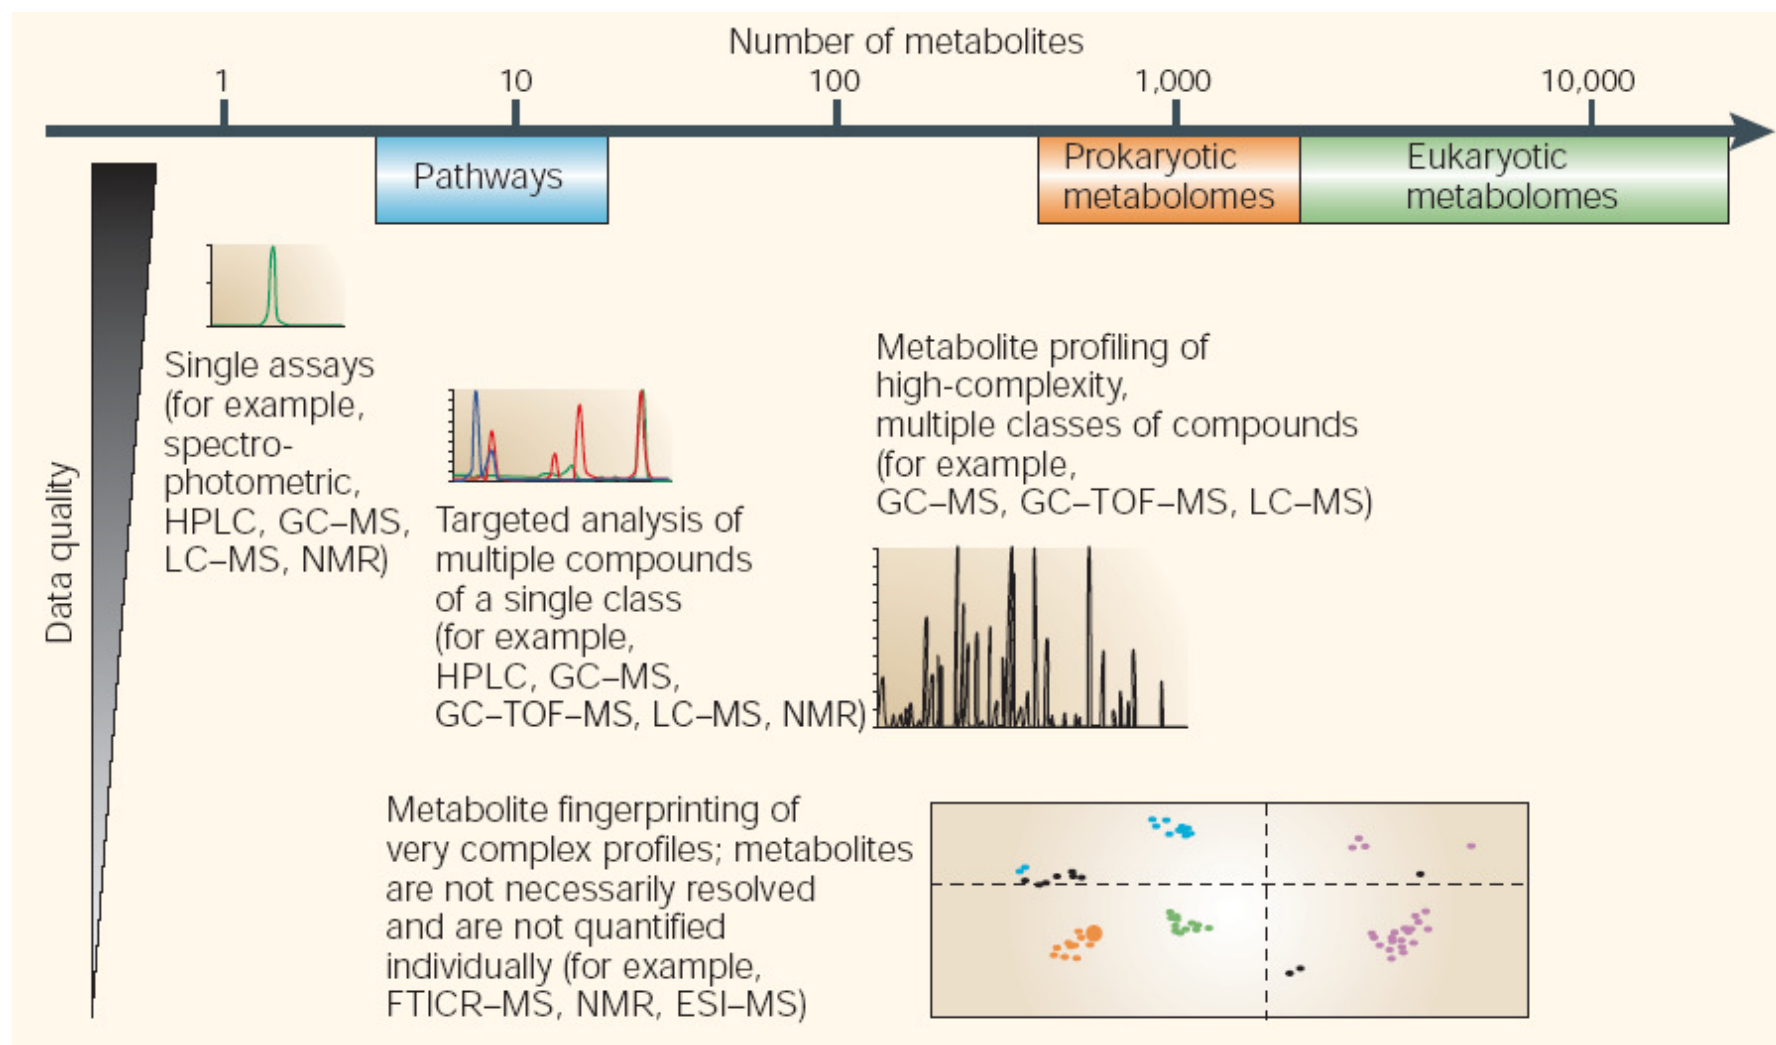 Number of metabolites
1 10 100 1,000 10,000
Pathways
Prokaryotic
metabolomes
Eukaryotic
metabolomes
Data quality
Single assays
(for example,
spectro-
photometric,
HPLC, GC–MS,
LC–MS, NMR)
Targeted analysis of
multiple compounds
of a single class
(for example,
HPLC, GC–MS,
GC–TOF–MS, LC–MS, NMR)
Metabolite profiling of
high-complexity,
multiple classes of compounds
(for example,
GC–MS, GC–TOF–MS, LC–MS)
Metabolite fingerprinting of
very complex profiles; metabolites
are not necessarily resolved
and are not quantified
individually (for example,
FTICR–MS, NMR, ESI–MS)